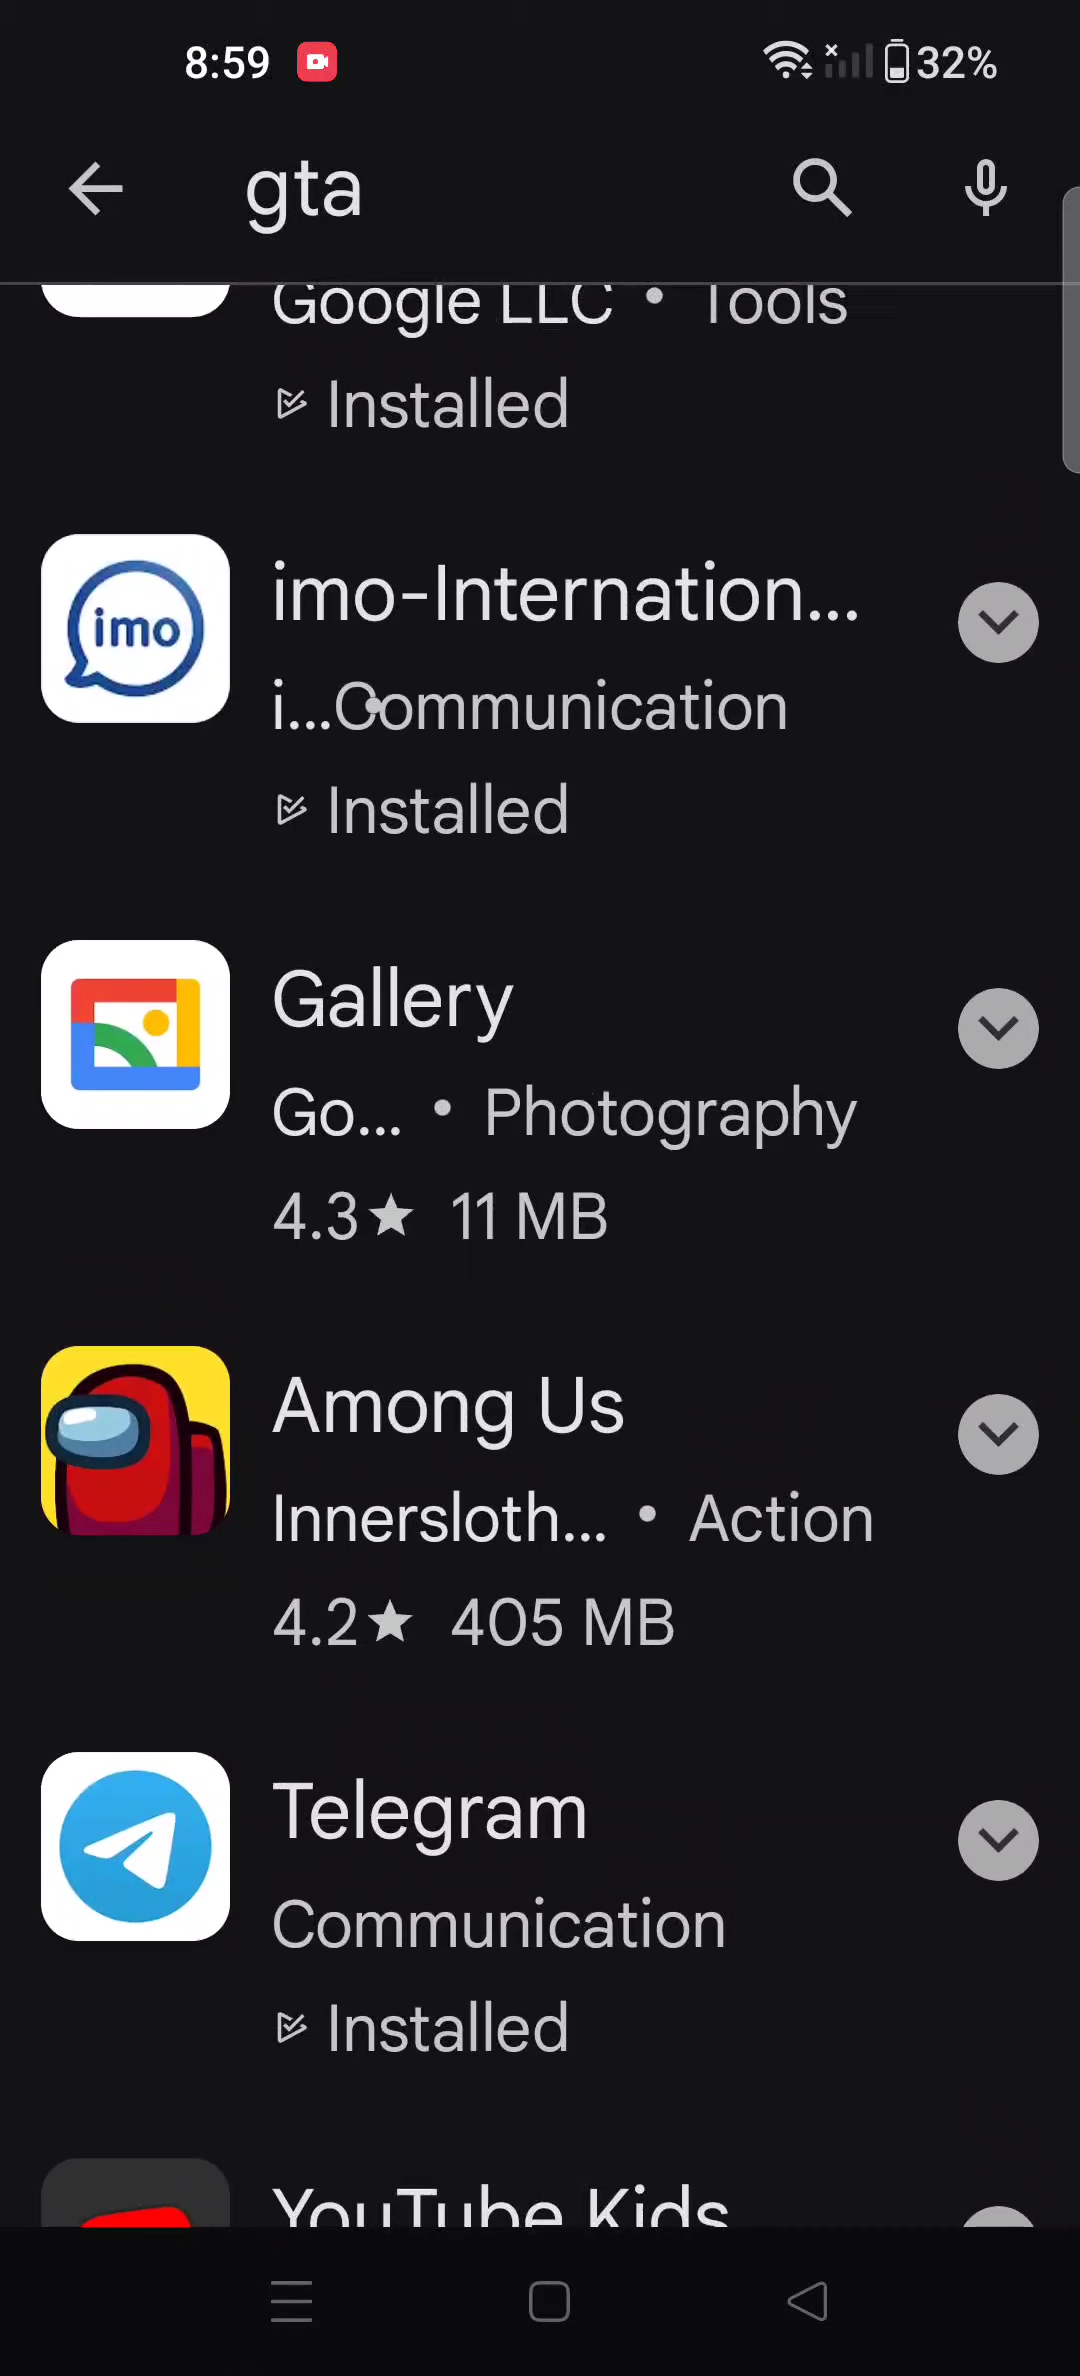 8:59
32%
gta
Google LLC • Tools
Installed
imo
imo-Internation...
i... • Communication
Installed
Gallery
Go... • Photography
4.3★ 11 MB
Among Us
Innersloth... • Action
4.2★ 405 MB
Telegram
Communication
Installed
YouTube Kids